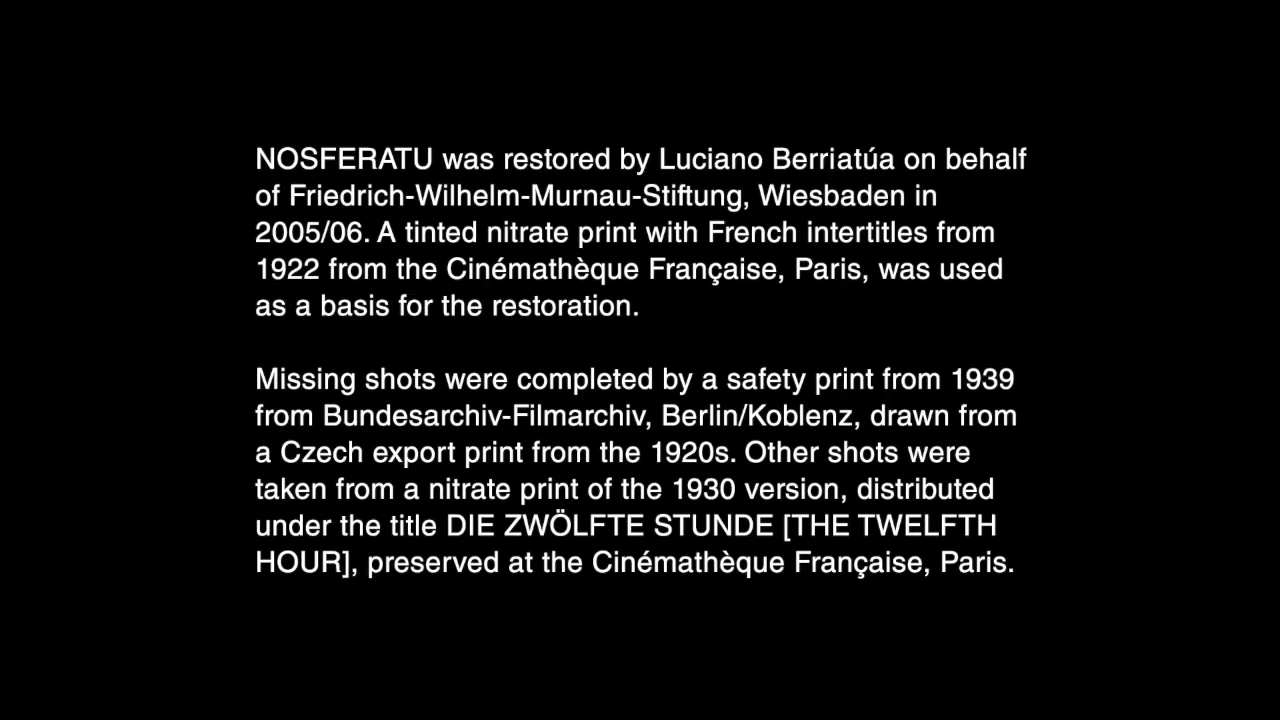 NOSFERATU was restored by Luciano Berriatúa on behalf
of Friedrich-Wilhelm-Murnau-Stiftung, Wiesbaden in
2005/06. A tinted nitrate print with French intertitles from
1922 from the Cinémathèque Française, Paris, was used
as a basis for the restoration.
Missing shots were completed by a safety print from 1939
from Bundesarchiv-Filmarchiv, Berlin/Koblenz, drawn from
a Czech export print from the 1920s. Other shots were
taken from a nitrate print of the 1930 version, distributed
under the title DIE ZWÖLFTE STUNDE [THE TWELFTH
HOUR], preserved at the Cinémathèque Française, Paris.